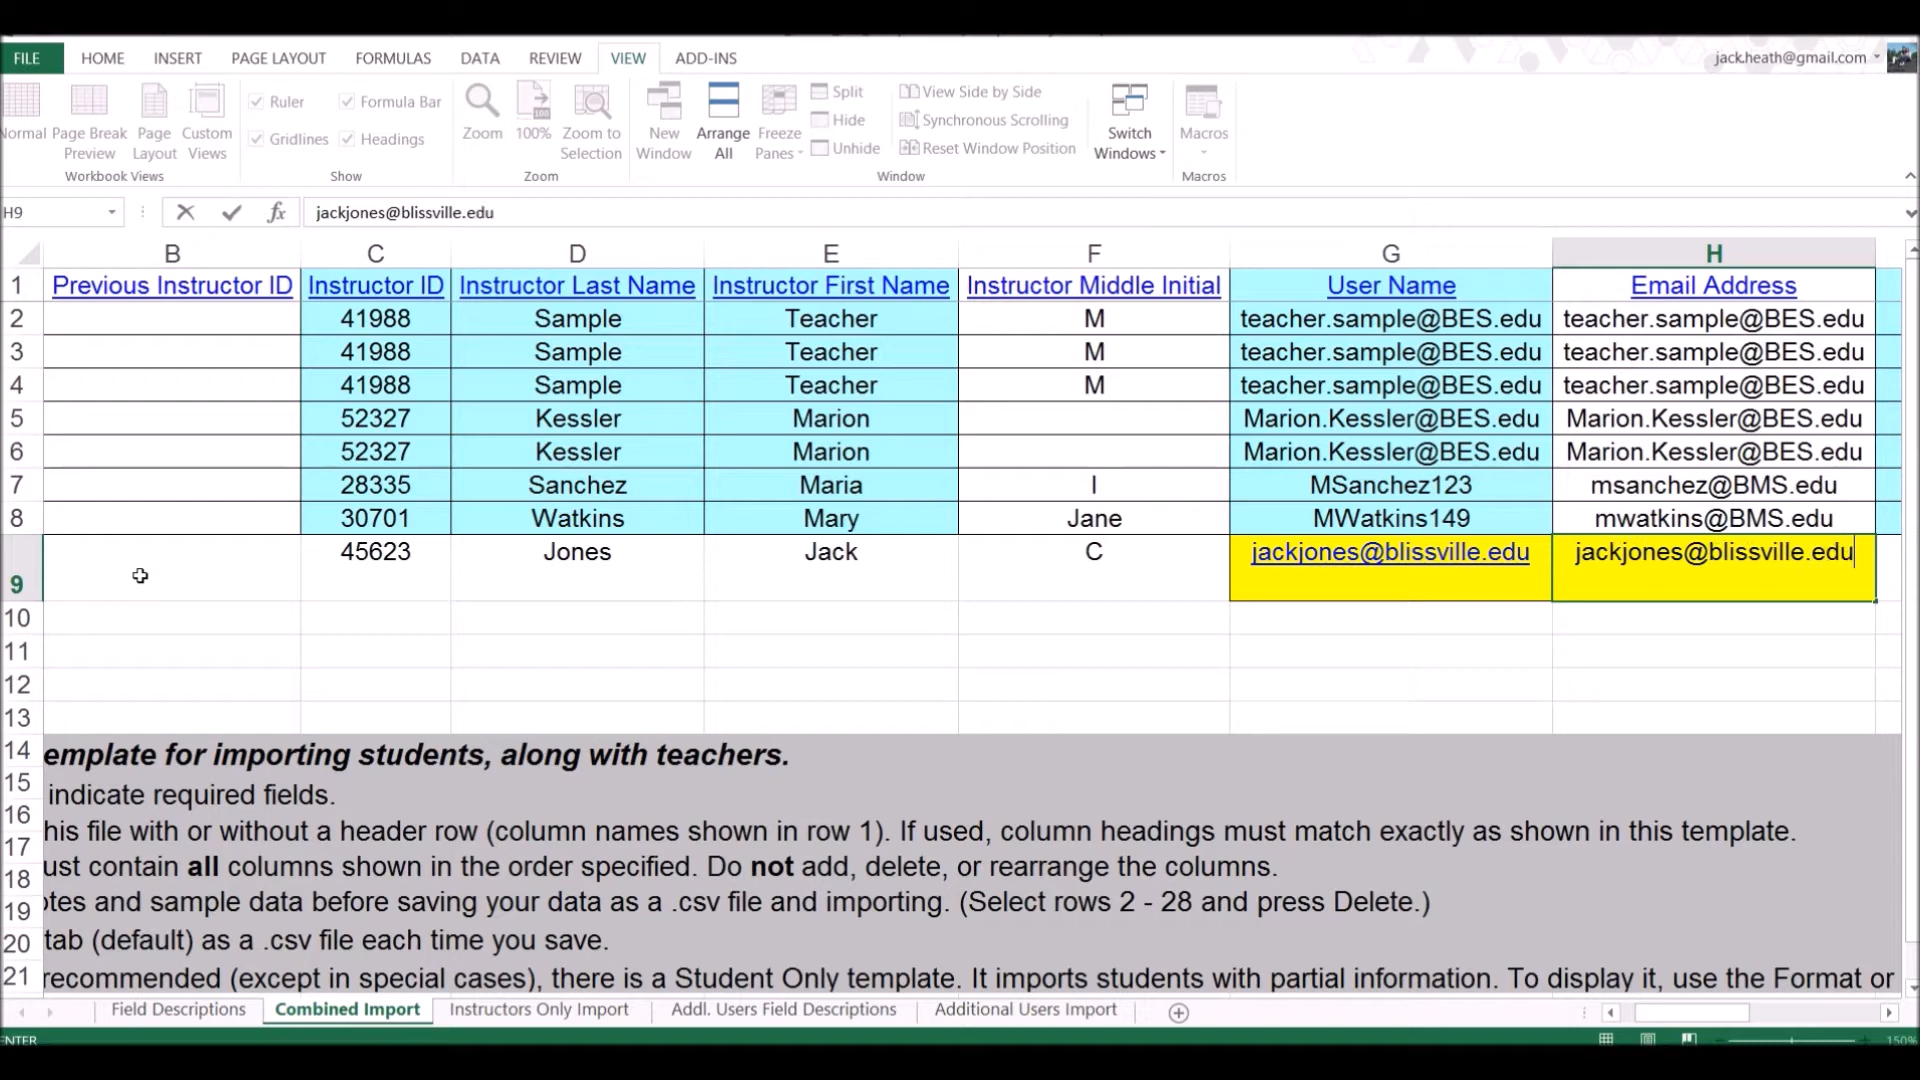 FILE HOME INSERT PAGE LAYOUT FORMULAS DATA REVIEW VIEW ADD-INS jack.heath@gmail.com
Normal Page Break Preview Page Layout Custom Views
Workbook Views
Ruler Formula Bar
Gridlines Headings
Show
Zoom 100% Zoom to Selection
Zoom
New Window Arrange All Freeze Panes
Split
Hide
Unhide
View Side by Side
Synchronous Scrolling
Reset Window Position
Window
Switch Windows
Macros
Macros
H9 fx jackjones@blissville.edu
B C D E F G H
1 Previous Instructor ID Instructor ID Instructor Last Name Instructor First Name Instructor Middle Initial User Name Email Address
2 41988 Sample Teacher M teacher.sample@BES.edu teacher.sample@BES.edu
3 41988 Sample Teacher M teacher.sample@BES.edu teacher.sample@BES.edu
4 41988 Sample Teacher M teacher.sample@BES.edu teacher.sample@BES.edu
5 52327 Kessler Marion Marion.Kessler@BES.edu Marion.Kessler@BES.edu
6 52327 Kessler Marion Marion.Kessler@BES.edu Marion.Kessler@BES.edu
7 28335 Sanchez Maria I MSanchez123 msanchez@BMS.edu
8 30701 Watkins Mary Jane MWatkins149 mwatkins@BMS.edu
9 45623 Jones Jack C jackjones@blissville.edu jackjones@blissville.edu
10
11
12
13
14 emplate for importing students, along with teachers.
15 indicate required fields.
16 his file with or without a header row (column names shown in row 1). If used, column headings must match exactly as shown in this template.
17 ust contain all columns shown in the order specified. Do not add, delete, or rearrange the columns.
18
19 otes and sample data before saving your data as a .csv file and importing. (Select rows 2 - 28 and press Delete.)
20 tab (default) as a .csv file each time you save.
21 recommended (except in special cases), there is a Student Only template. It imports students with partial information. To display it, use the Format or
Field Descriptions Combined Import Instructors Only Import Addl. Users Field Descriptions Additional Users Import
ENTER 150%